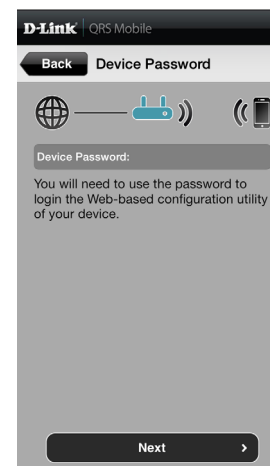 D-Link QRS Mobile
Back Device Password
Device Password:
You will need to use the password to
login the Web-based configuration utility
of your device.
Next